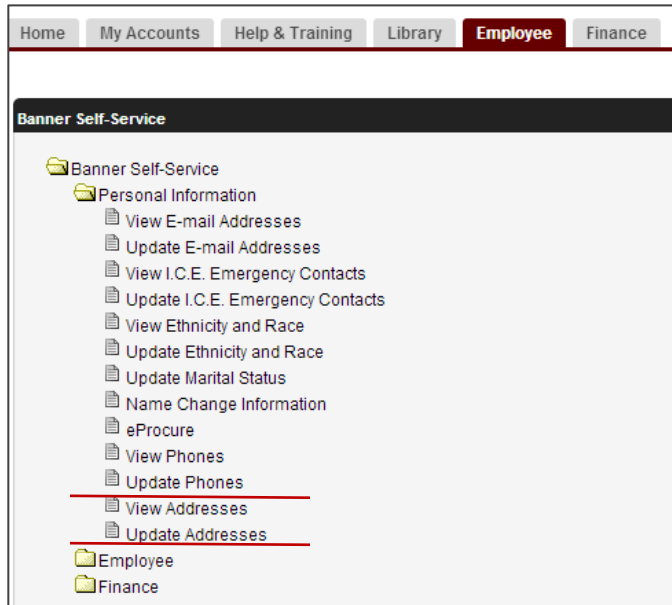 Home My Accounts Help & Training Library Employee Finance
Banner Self-Service
Banner Self-Service
Personal Information
View E-mail Addresses
Update E-mail Addresses
View I.C.E. Emergency Contacts
Update I.C.E. Emergency Contacts
View Ethnicity and Race
Update Ethnicity and Race
Update Marital Status
Name Change Information
eProcure
View Phones
Update Phones
View Addresses
Update Addresses
Employee
Finance